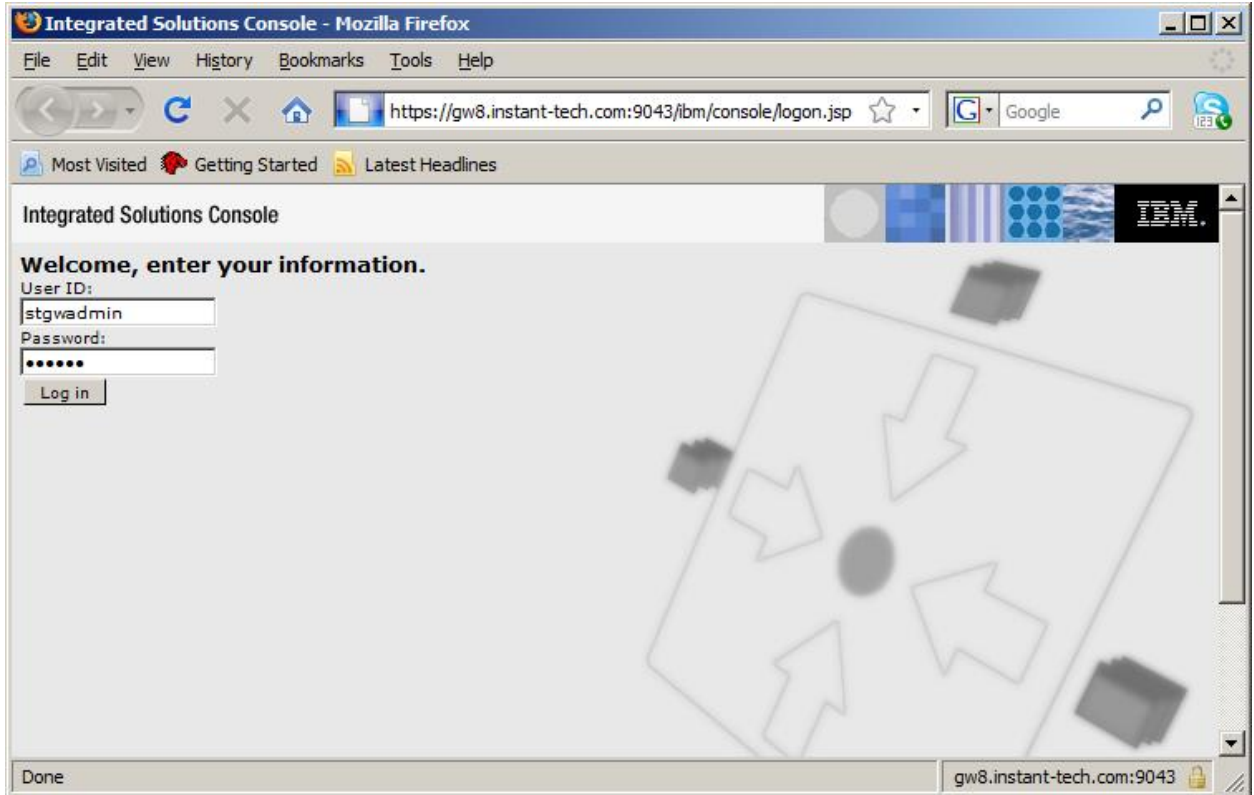 Integrated Solutions Console - Mozilla Firefox
File Edit View History Bookmarks Tools Help
https://gw8.instant-tech.com:9043/ibm/console/logon.jsp
G Google
123
Most Visited Getting Started Latest Headlines
Integrated Solutions Console
IBM.
Welcome, enter your information.
User ID:
stgwadmin
Password:
••••••
Log in
Done
gw8.instant-tech.com:9043